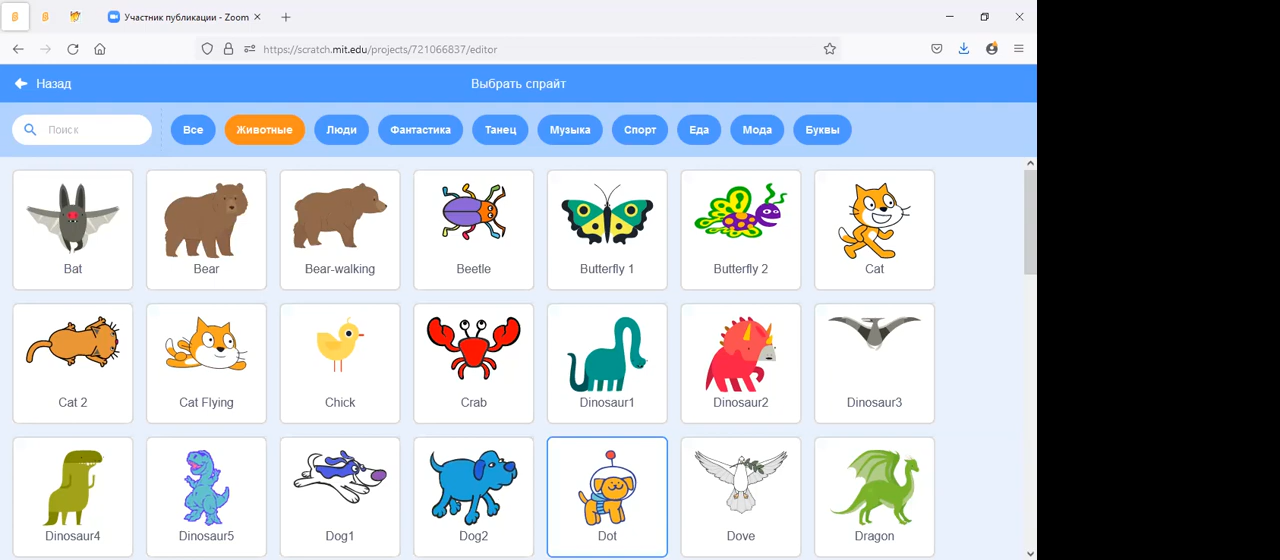 Участник публикации - Zoom
https://scratch.mit.edu/projects/721066837/editor
Назад
Выбрать спрайт
Поиск
Все Животные Люди Фантастика Танец Музыка Спорт Еда Мода Буквы
Bat Bear Bear-walking Beetle Butterfly 1 Butterfly 2 Cat
Cat 2 Cat Flying Chick Crab Dinosaur1 Dinosaur2 Dinosaur3
Dinosaur4 Dinosaur5 Dog1 Dog2 Dot Dove Dragon